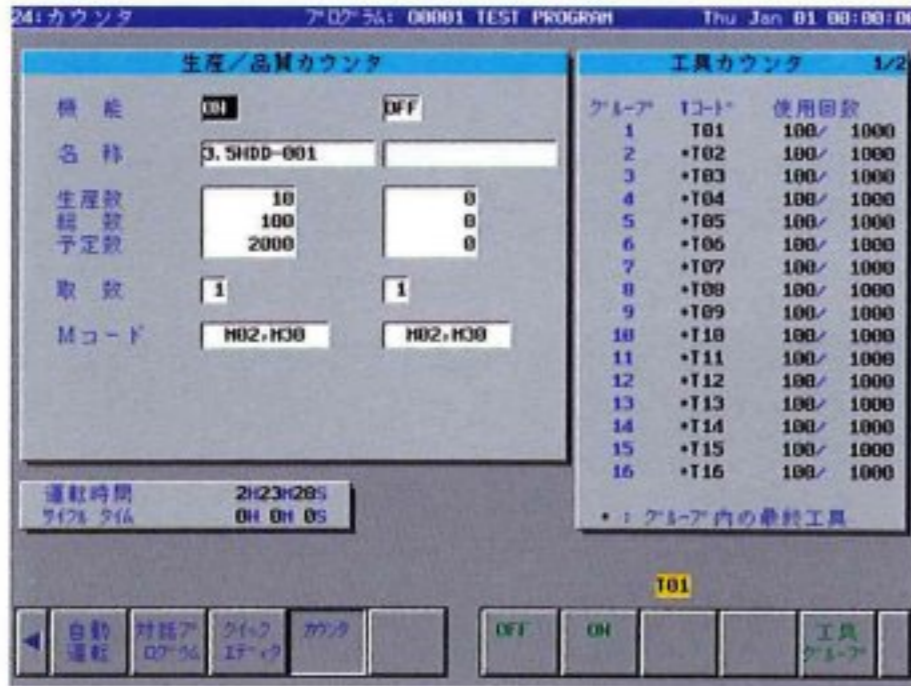 24:カウンタ プログラム: O0001 TEST PROGRAM Thu Jan 01 00:00:00
生産／品質カウンタ
機 能 ON OFF
名 称 3.5HDD-001
生産数 10 0
総 数 100 0
予定数 2000 0
取 数 1 1
Mコード M02,M30 M02,M30
運転時間 2H23M28S
サイクル タイム 0H 0M 0S
工具カウンタ 1/2
グループ Tコード 使用回数
1 T01 100/ 1000
2 *T02 100/ 1000
3 *T03 100/ 1000
4 *T04 100/ 1000
5 *T05 100/ 1000
6 *T06 100/ 1000
7 *T07 100/ 1000
8 *T08 100/ 1000
9 *T09 100/ 1000
10 *T10 100/ 1000
11 *T11 100/ 1000
12 *T12 100/ 1000
13 *T13 100/ 1000
14 *T14 100/ 1000
15 *T15 100/ 1000
16 *T16 100/ 1000
* : グループ内の最終工具
T01
自動運転 対話プログラム クイックエディタ カウンタ OFF ON 工具グループ